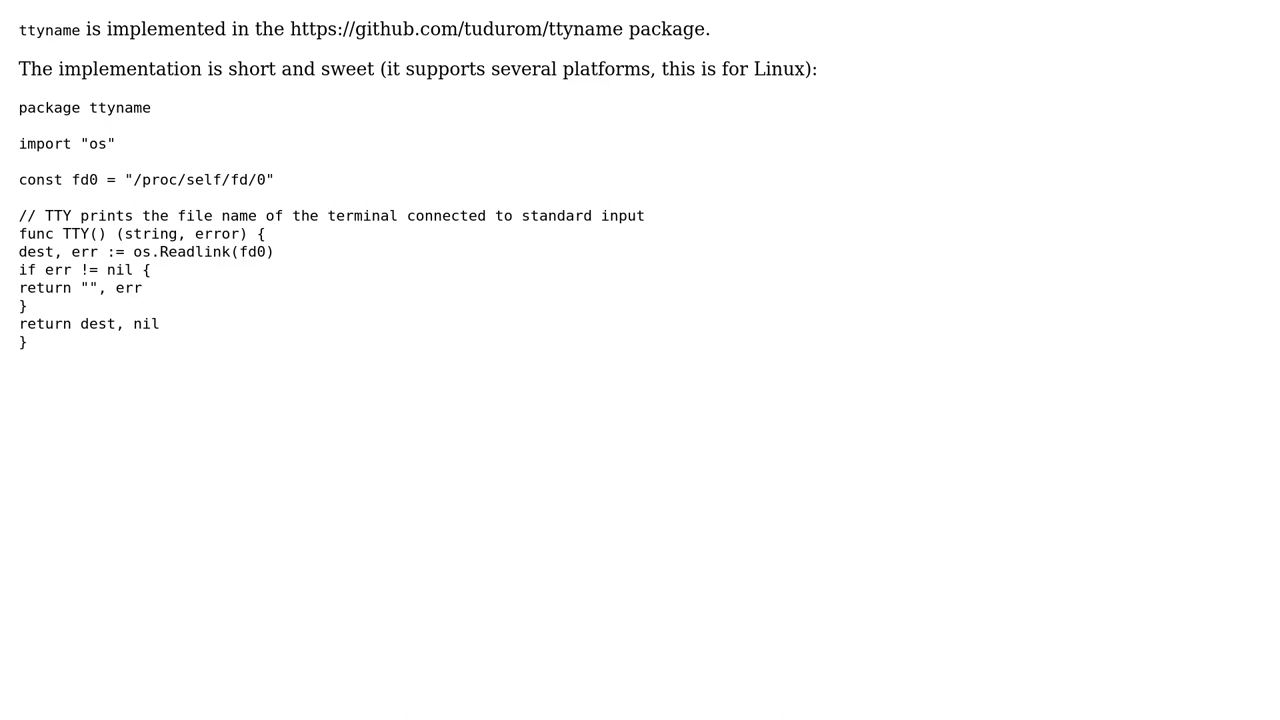 ttyname is implemented in the https://github.com/tudurom/ttyname package.
The implementation is short and sweet (it supports several platforms, this is for Linux):
package ttyname
import "os"
const fd0 = "/proc/self/fd/0"
// TTY prints the file name of the terminal connected to standard input
func TTY() (string, error) {
dest, err := os.Readlink(fd0)
if err != nil {
return "", err
}
return dest, nil
}